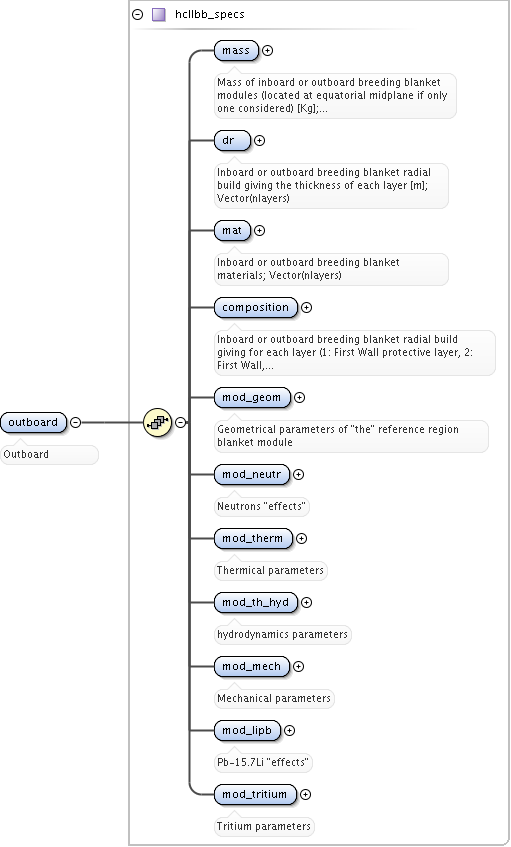 hcllbb_specs
mass
Mass of inboard or outboard breeding blanket
modules (located at equatorial midplane if only
one considered) [Kg];...
dr
Inboard or outboard breeding blanket radial
build giving the thickness of each layer [m];
Vector(nlayers)
mat
Inboard or outboard breeding blanket
materials; Vector(nlayers)
composition
Inboard or outboard breeding blanket radial build
giving for each layer (1: First Wall protective layer, 2:
First Wall,...
mod_geom
Geometrical parameters of "the" reference region
blanket module
outboard
Outboard
mod_neutr
Neutrons "effects"
mod_therm
Thermical parameters
mod_th_hyd
hydrodynamics parameters
mod_mech
Mechanical parameters
mod_lipb
Pb-15.7Li "effects"
mod_tritium
Tritium parameters